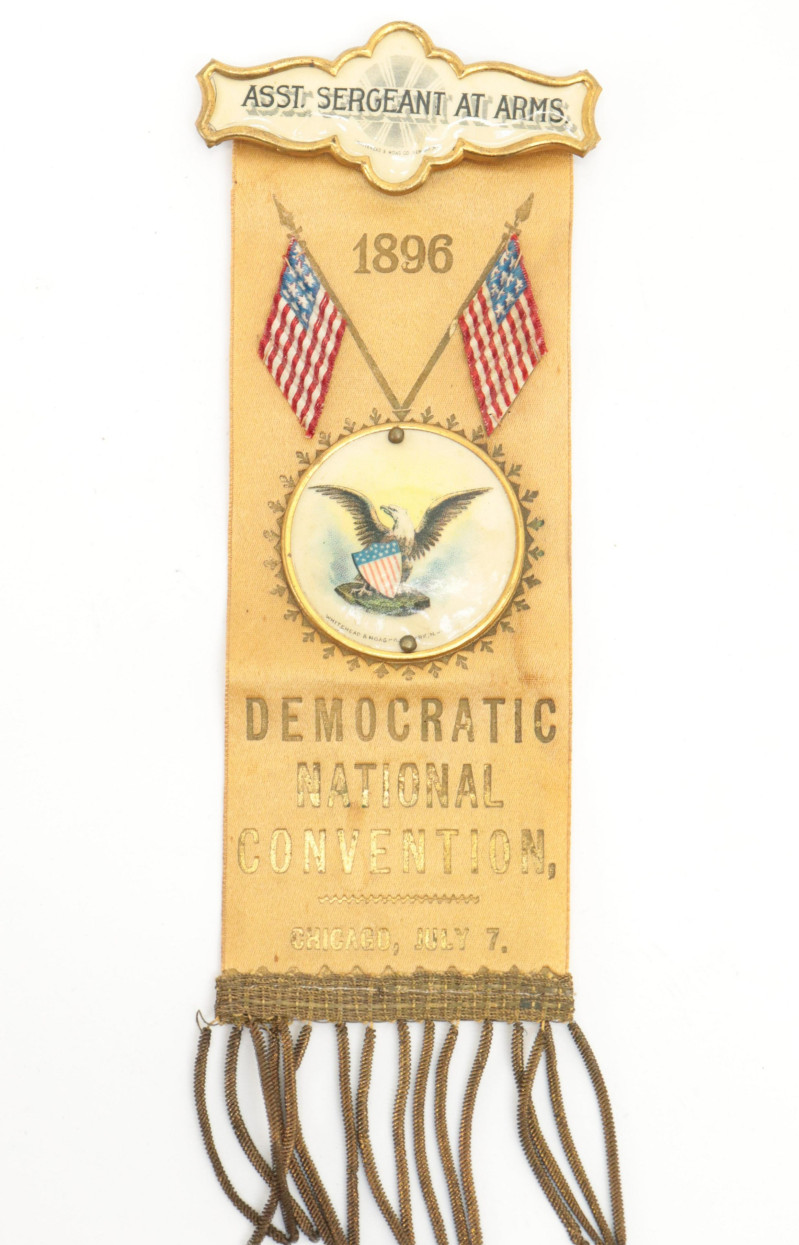 ASST. SERGEANT AT ARMS.
1896
DEMOCRATIC
NATIONAL
CONVENTION,
CHICAGO, JULY 7.